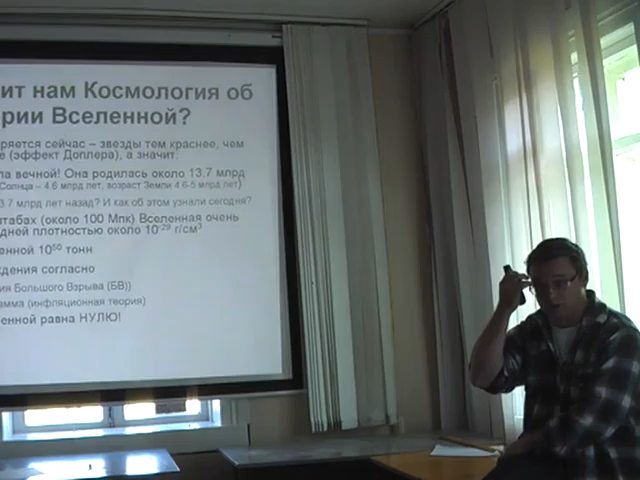 ит нам Космология об
рии Вселенной?
ряется сейчас – звезды тем краснее, чем
е (эффект Доплера), а значит:
ла вечной! Она родилась около 13.7 млрд
Солнца – 4.6 млрд лет, возраст Земли 4.6-5 млрд лет)
3.7 млрд лет назад? И как об этом узнали сегодня?
штабах (около 100 Мпк) Вселенная очень
дней плотностью около 10⁻²⁹ г/см³
енной 10⁵⁰ тонн
ждения согласно
ия Большого Взрыва (БВ))
амма (инфляционная теория)
енной равна НУЛЮ!